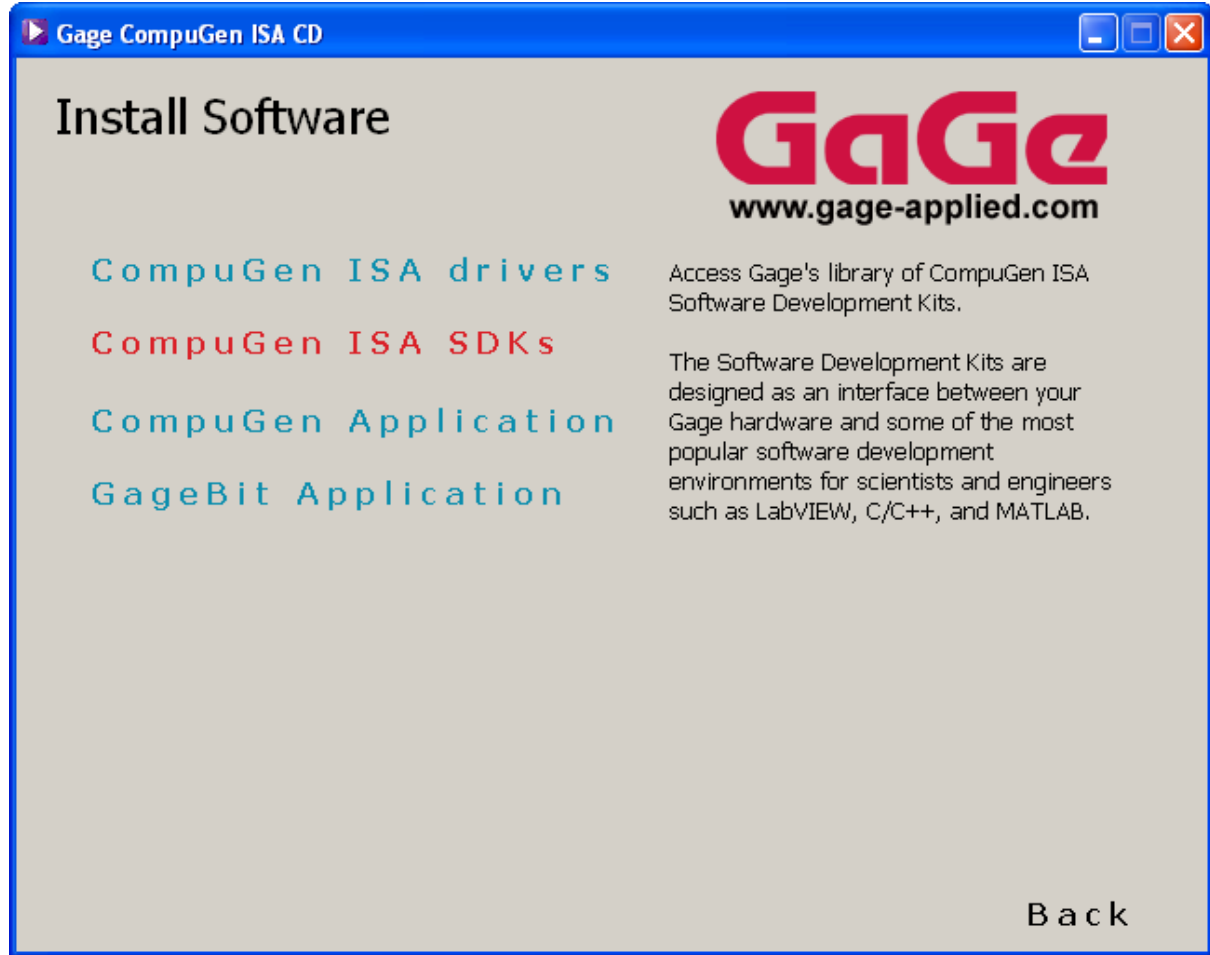 Gage CompuGen ISA CD
Install Software
GaGe
www.gage-applied.com
CompuGen ISA drivers
CompuGen ISA SDKs
CompuGen Application
GageBit Application
Access Gage's library of CompuGen ISA
Software Development Kits.
The Software Development Kits are
designed as an interface between your
Gage hardware and some of the most
popular software development
environments for scientists and engineers
such as LabVIEW, C/C++, and MATLAB.
Back